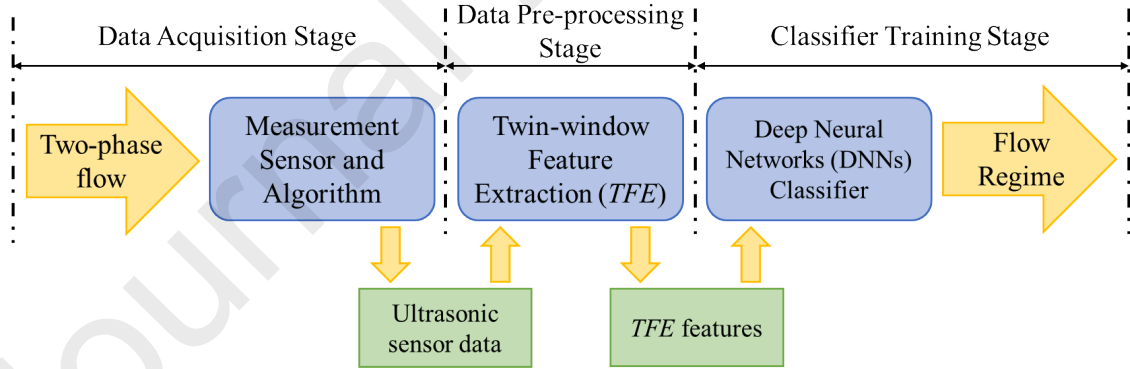 Data Acquisition Stage
Data Pre-processing
Stage
Classifier Training Stage
Two-phase
flow
Measurement
Sensor and
Algorithm
Twin-window
Feature
Extraction (TFE)
Deep Neural
Networks (DNNs)
Classifier
Flow
Regime
Ultrasonic
sensor data
TFE features
Journal